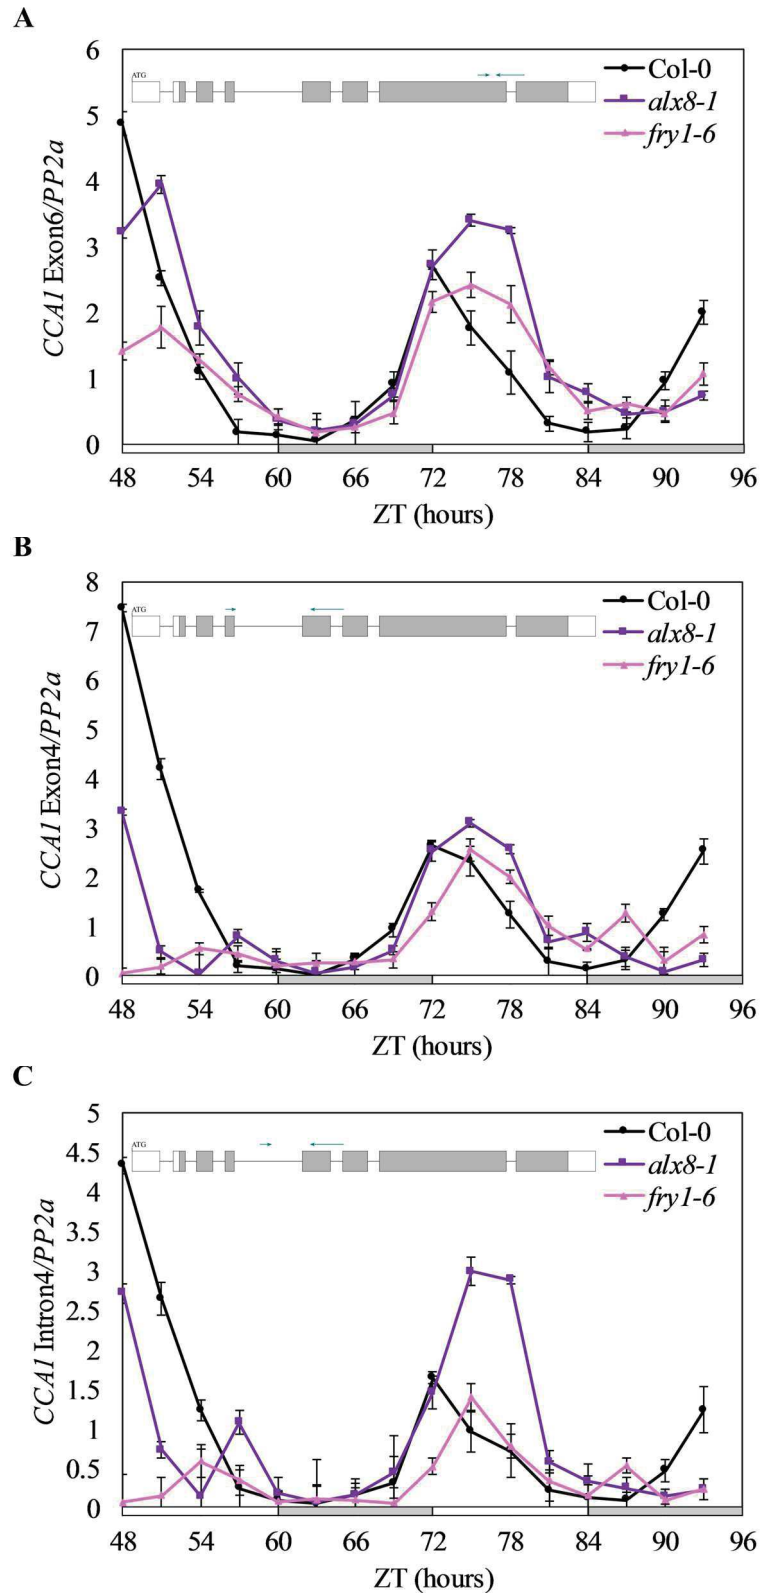 A
6
5
4
3
2
1
0
CCA1 Exon6/PP2a
ATG
Col-0
alx8-1
fry1-6
48 54 60 66 72 78 84 90 96
ZT (hours)
B
8
7
6
5
4
3
2
1
0
CCA1 Exon4/PP2a
ATG
Col-0
alx8-1
fry1-6
48 54 60 66 72 78 84 90 96
ZT (hours)
C
5
4.5
4
3.5
3
2.5
2
1.5
1
0.5
0
CCA1 Intron4/PP2a
ATG
Col-0
alx8-1
fry1-6
48 54 60 66 72 78 84 90 96
ZT (hours)